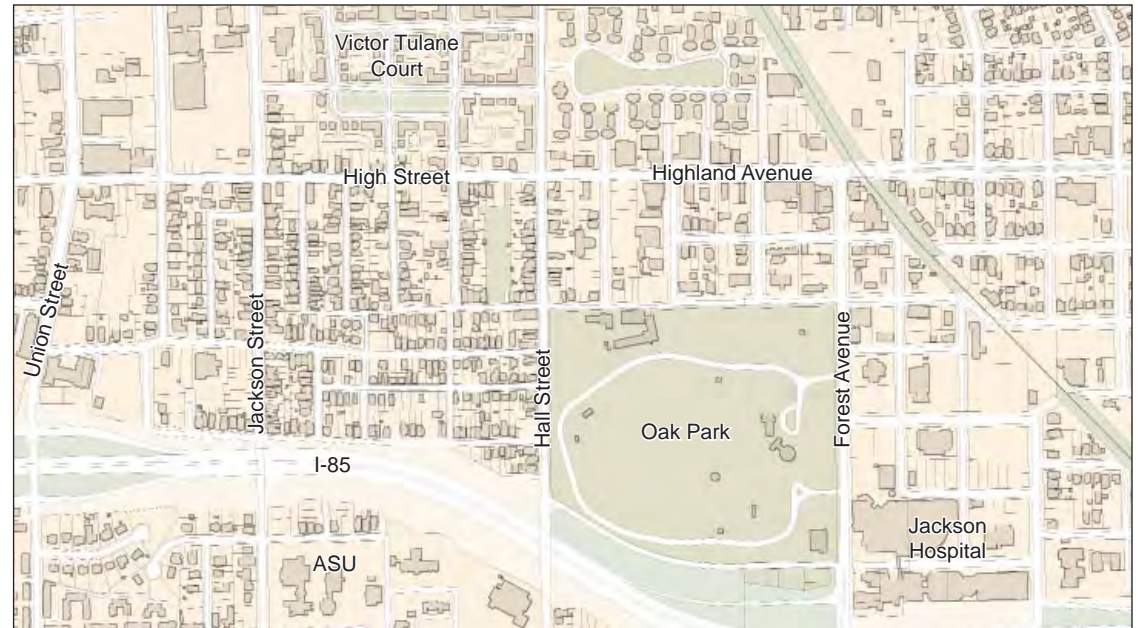 Victor Tulane
Court
High Street
Highland Avenue
Union Street
Jackson Street
Hall Street
Forest Avenue
Oak Park
I-85
Jackson
Hospital
ASU